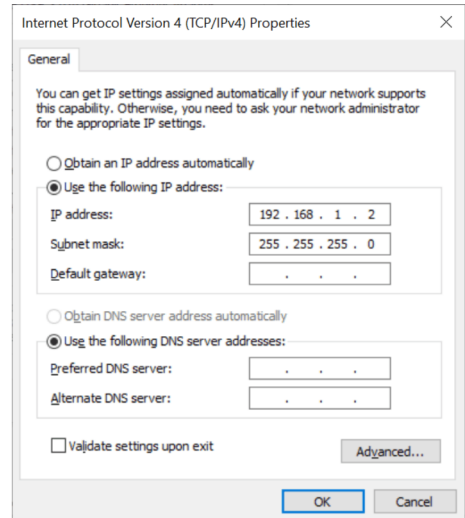 Internet Protocol Version 4 (TCP/IPv4) Properties
General
You can get IP settings assigned automatically if your network supports
this capability. Otherwise, you need to ask your network administrator
for the appropriate IP settings.
Obtain an IP address automatically
Use the following IP address:
IP address: 192 . 168 . 1 . 2
Subnet mask: 255 . 255 . 255 . 0
Default gateway: . . .
Obtain DNS server address automatically
Use the following DNS server addresses:
Preferred DNS server: . . .
Alternate DNS server: . . .
Validate settings upon exit
Advanced...
OK Cancel